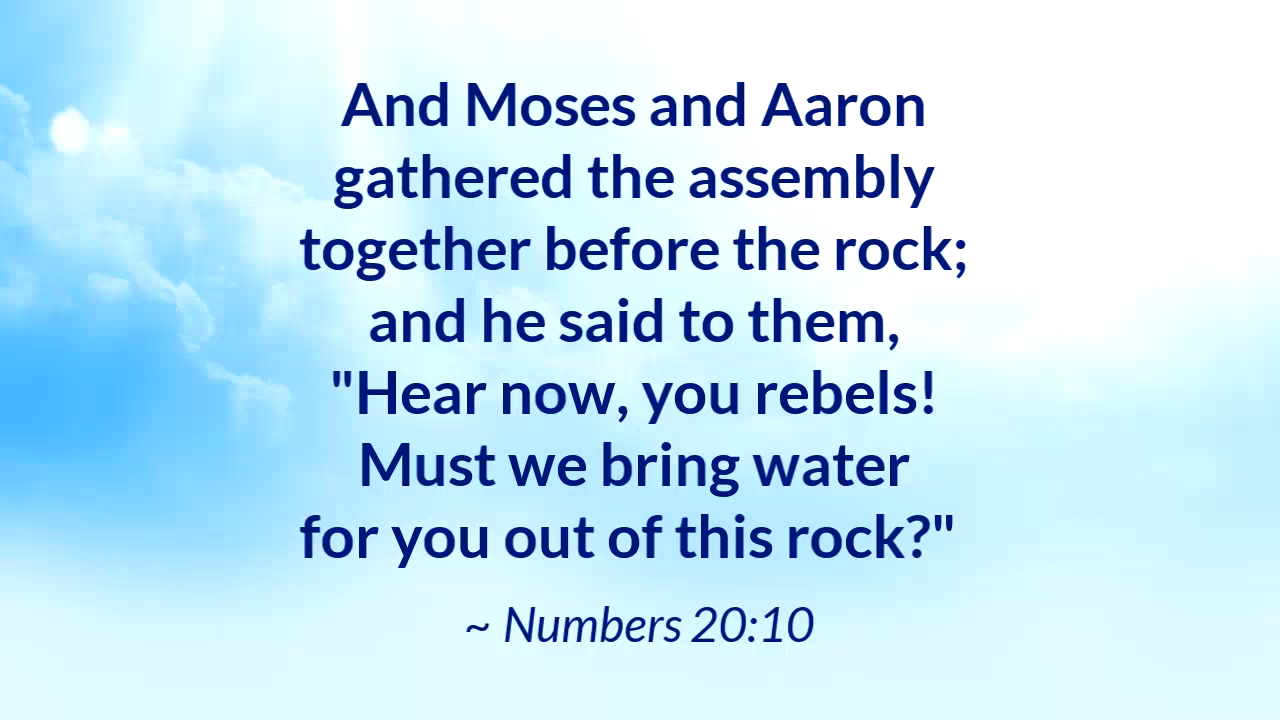 And Moses and Aaron
gathered the assembly
together before the rock;
and he said to them,
"Hear now, you rebels!
Must we bring water
for you out of this rock?"
~ Numbers 20:10